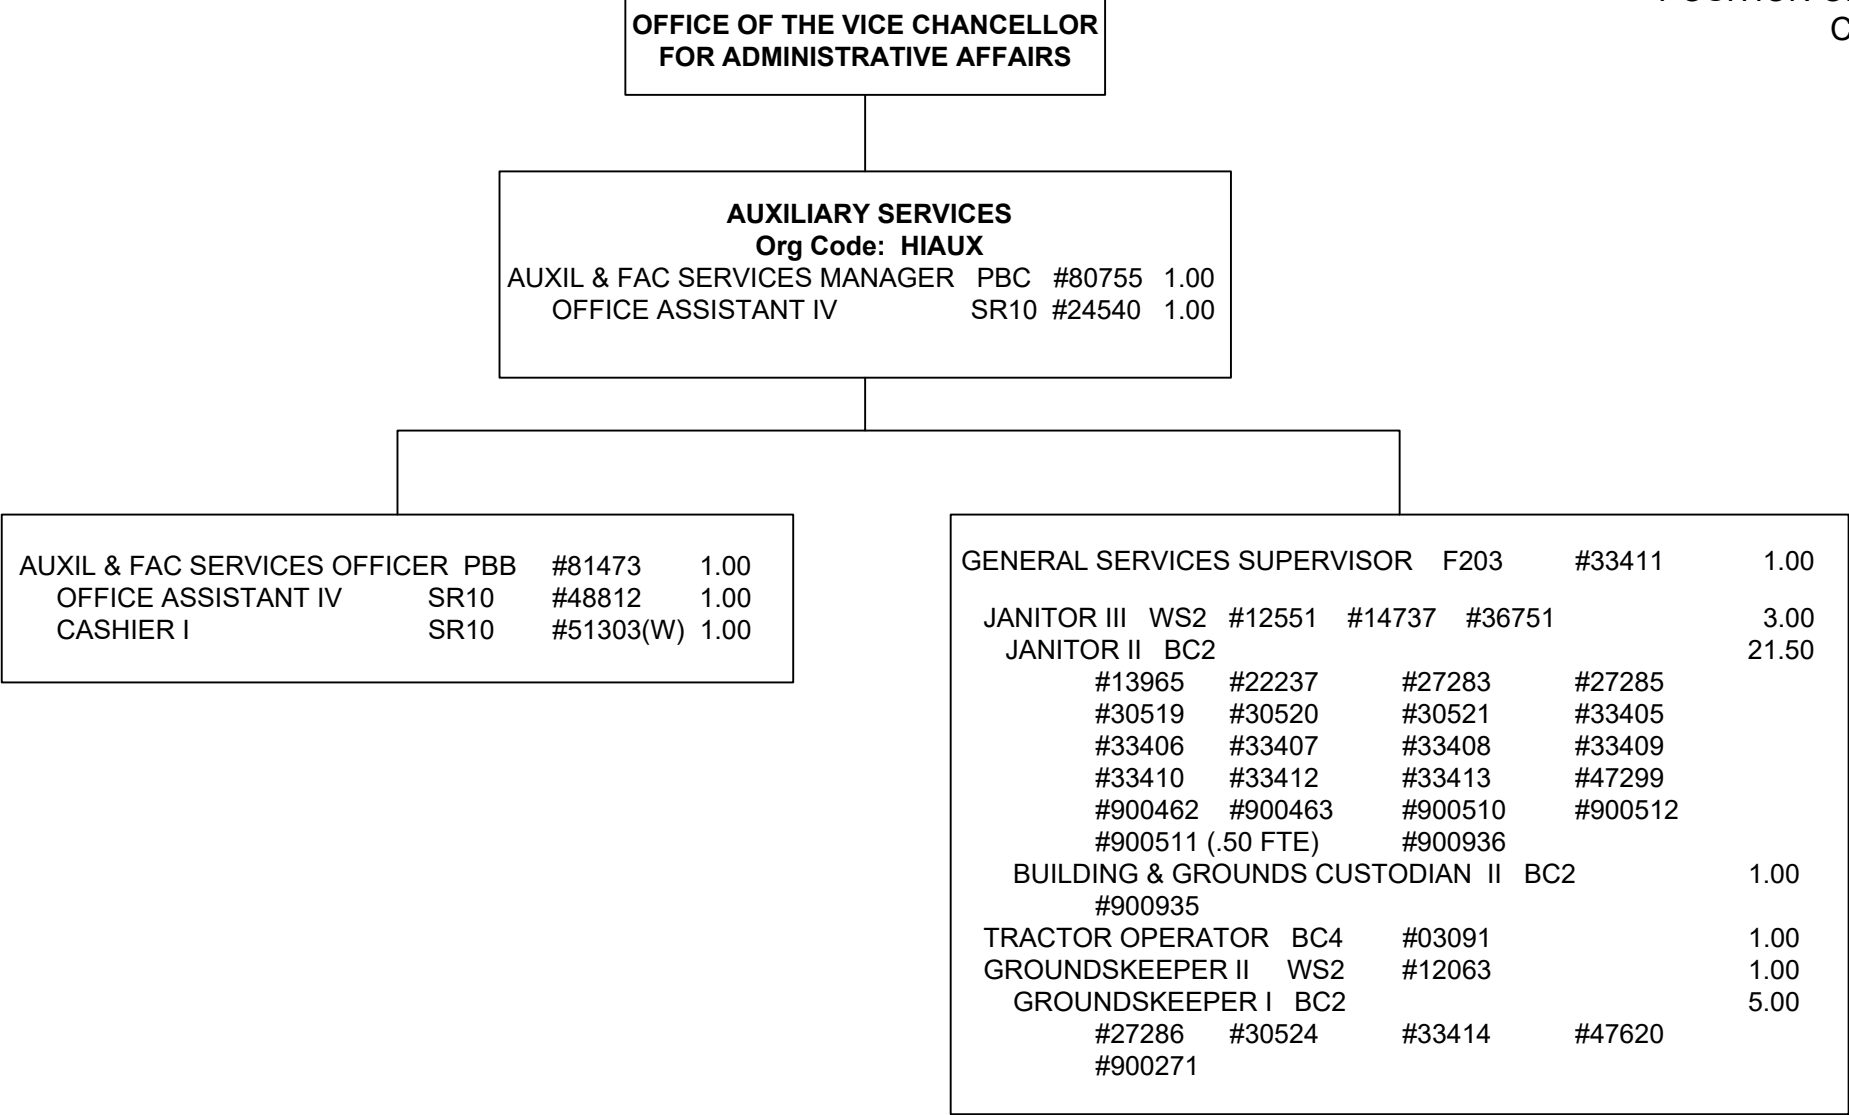 OFFICE OF THE VICE CHANCELLOR
FOR ADMINISTRATIVE AFFAIRS
AUXILIARY SERVICES
Org Code: HIAUX
AUXIL & FAC SERVICES MANAGER PBC #80755 1.00
OFFICE ASSISTANT IV SR10 #24540 1.00
AUXIL & FAC SERVICES OFFICER PBB #81473 1.00
OFFICE ASSISTANT IV SR10 #48812 1.00
CASHIER I SR10 #51303(W) 1.00
GENERAL SERVICES SUPERVISOR F203 #33411 1.00
JANITOR III WS2 #12551 #14737 #36751 3.00
JANITOR II BC2 21.50
#13965 #22237 #27283 #27285
#30519 #30520 #30521 #33405
#33406 #33407 #33408 #33409
#33410 #33412 #33413 #47299
#900462 #900463 #900510 #900512
#900511 (.50 FTE) #900936
BUILDING & GROUNDS CUSTODIAN II BC2 1.00
#900935
TRACTOR OPERATOR BC4 #03091 1.00
GROUNDSKEEPER II WS2 #12063 1.00
GROUNDSKEEPER I BC2 5.00
#27286 #30524 #33414 #47620
#900271